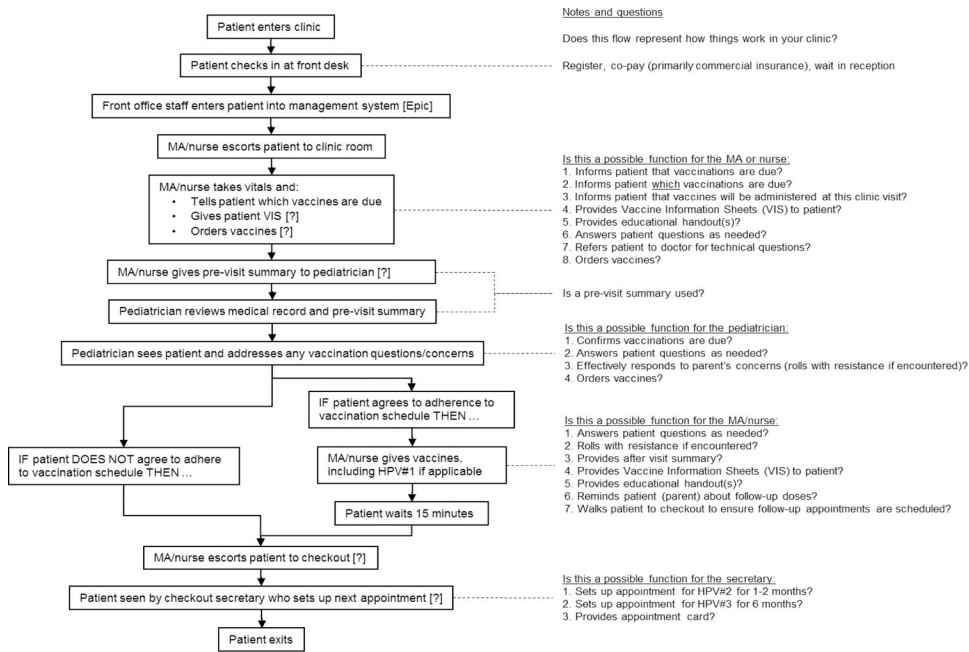 Patient enters clinic
Patient checks in at front desk
Front office staff enters patient into management system [Epic]
MA/nurse escorts patient to clinic room
MA/nurse takes vitals and:
• Tells patient which vaccines are due
• Gives patient VIS [?]
• Orders vaccines [?]
MA/nurse gives pre-visit summary to pediatrician [?]
Pediatrician reviews medical record and pre-visit summary
Pediatrician sees patient and addresses any vaccination questions/concerns
IF patient agrees to adherence to
vaccination schedule THEN ...
IF patient DOES NOT agree to adhere
to vaccination schedule THEN ...
MA/nurse gives vaccines,
including HPV#1 if applicable
Patient waits 15 minutes
MA/nurse escorts patient to checkout [?]
Patient seen by checkout secretary who sets up next appointment [?]
Patient exits
Notes and questions
Does this flow represent how things work in your clinic?
Register, co-pay (primarily commercial insurance), wait in reception
Is this a possible function for the MA or nurse:
1. Informs patient that vaccinations are due?
2. Informs patient which vaccinations are due?
3. Informs patient that vaccines will be administered at this clinic visit?
4. Provides Vaccine Information Sheets (VIS) to patient?
5. Provides educational handout(s)?
6. Answers patient questions as needed?
7. Refers patient to doctor for technical questions?
8. Orders vaccines?
Is a pre-visit summary used?
Is this a possible function for the pediatrician:
1. Confirms vaccinations are due?
2. Answers patient questions as needed?
3. Effectively responds to parent's concerns (rolls with resistance if encountered)?
4. Orders vaccines?
Is this a possible function for the MA/nurse:
1. Answers patient questions as needed?
2. Rolls with resistance if encountered?
3. Provides after visit summary?
4. Provides Vaccine Information Sheets (VIS) to patient?
5. Provides educational handout(s)?
6. Reminds patient (parent) about follow-up doses?
7. Walks patient to checkout to ensure follow-up appointments are scheduled?
Is this a possible function for the secretary:
1. Sets up appointment for HPV#2 for 1-2 months?
2. Sets up appointment for HPV#3 for 6 months?
3. Provides appointment card?